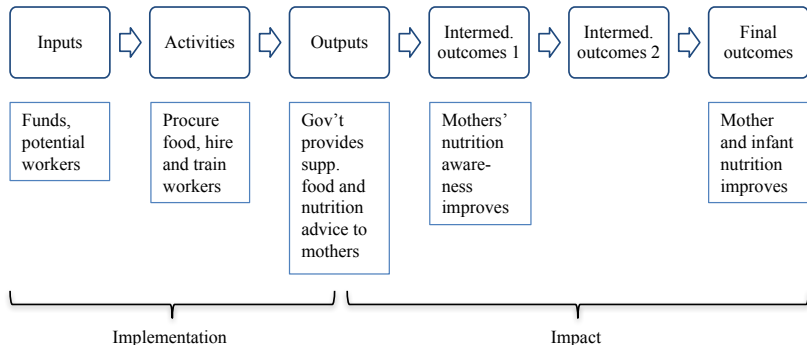 Inputs
Activities
Outputs
Intermed.
outcomes 1
Intermed.
outcomes 2
Final
outcomes
Funds,
potential
workers
Procure
food, hire
and train
workers
Gov't
provides
supp.
food and
nutrition
advice to
mothers
Mothers'
nutrition
aware-
ness
improves
Mother
and infant
nutrition
improves
Implementation
Impact